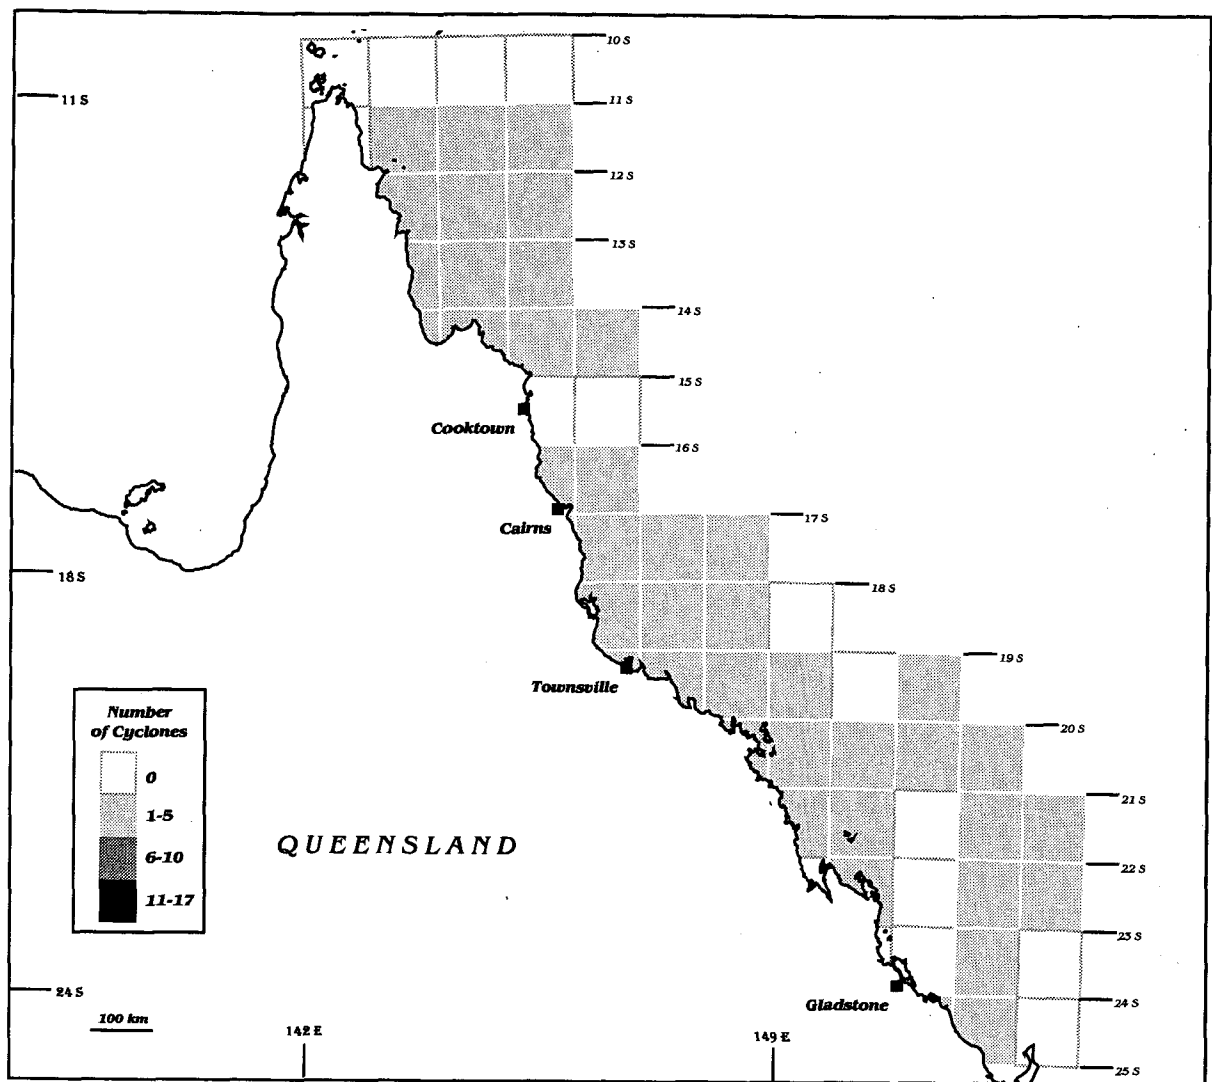 10 S
11 S
11 S
12 S
13 S
14 S
15 S
Cooktown
16 S
Cairns
17 S
18 S
18 S
19 S
Townsville
Number
of Cyclones
0
1-5
6-10
11-17
20 S
21 S
QUEENSLAND
22 S
23 S
24 S
Gladstone
24 S
100 km
142 E
149 E
25 S